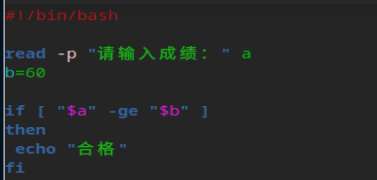 #!/bin/bash
read -p "请输入成绩：" a
b=60
if [ "$a" -ge "$b" ]
then
 echo "合格"
fi